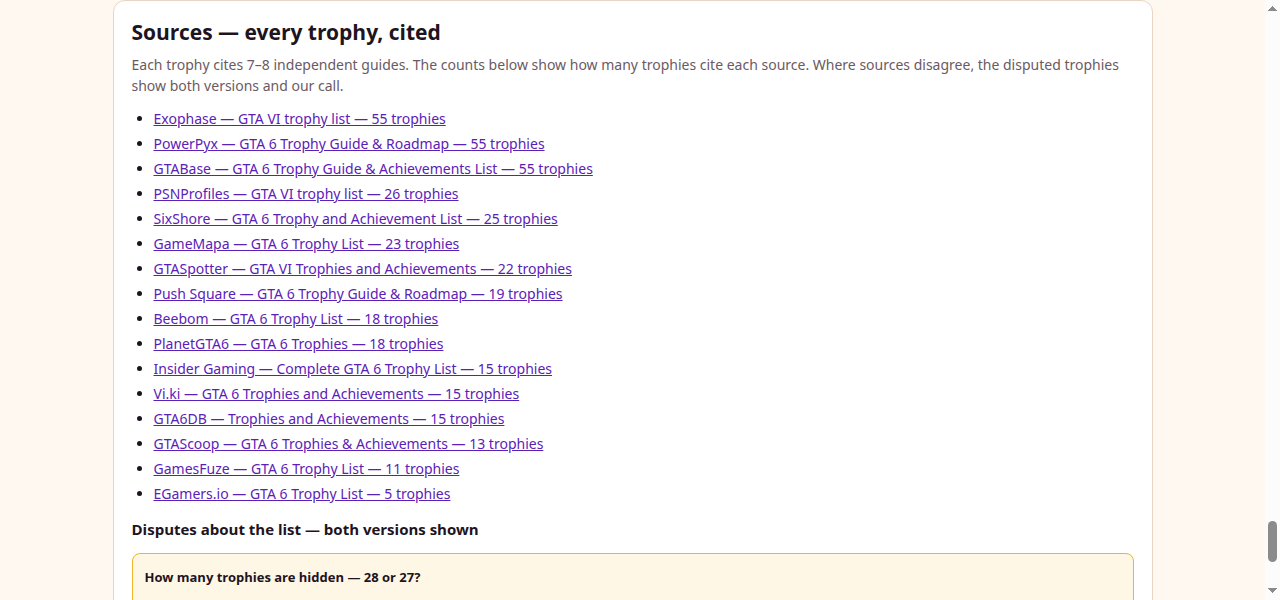 Sources — every trophy, cited
Each trophy cites 7–8 independent guides. The counts below show how many trophies cite each source. Where sources disagree, the disputed trophies
show both versions and our call.
Exophase — GTA VI trophy list — 55 trophies
PowerPyx — GTA 6 Trophy Guide & Roadmap — 55 trophies
GTABase — GTA 6 Trophy Guide & Achievements List — 55 trophies
PSNProfiles — GTA VI trophy list — 26 trophies
SixShore — GTA 6 Trophy and Achievement List — 25 trophies
GameMapa — GTA 6 Trophy List — 23 trophies
GTASpotter — GTA VI Trophies and Achievements — 22 trophies
Push Square — GTA 6 Trophy Guide & Roadmap — 19 trophies
Beebom — GTA 6 Trophy List — 18 trophies
PlanetGTA6 — GTA 6 Trophies — 18 trophies
Insider Gaming — Complete GTA 6 Trophy List — 15 trophies
Vi.ki — GTA 6 Trophies and Achievements — 15 trophies
GTA6DB — Trophies and Achievements — 15 trophies
GTAScoop — GTA 6 Trophies & Achievements — 13 trophies
GamesFuze — GTA 6 Trophy List — 11 trophies
EGamers.io — GTA 6 Trophy List — 5 trophies
Disputes about the list — both versions shown
How many trophies are hidden — 28 or 27?